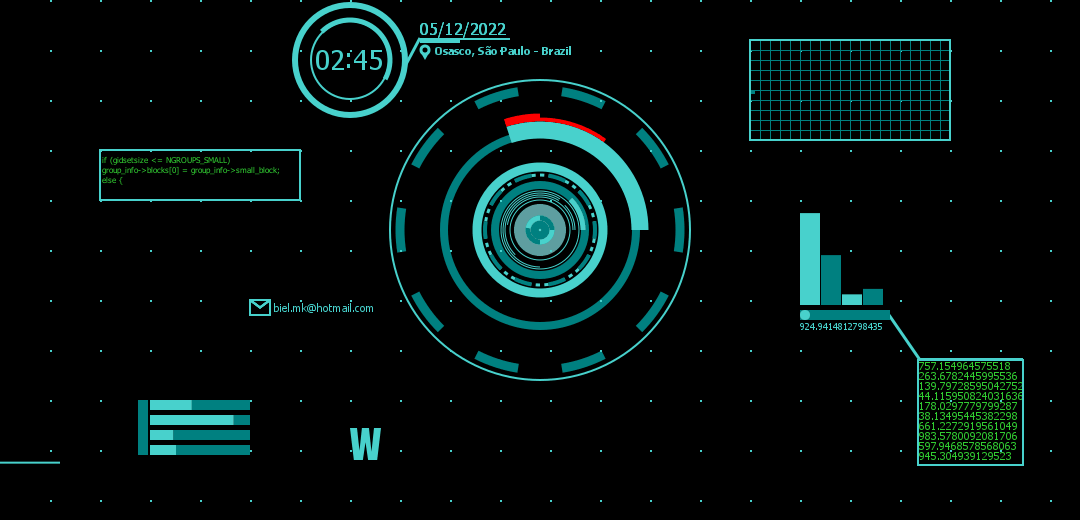 05/12/2022
02:45
Osasco, São Paulo - Brazil
if (gidsetsize <= NGROUPS_SMALL)
group_info->blocks[0] = group_info->small_block;
else {
biel.mk@hotmail.com
924.9414812798435
757.154964575518
263.6782445995536
139.79728595042752
44.115950824031636
178.0297779799287
38.13495445382298
661.2272919561049
983.5780092081706
597.9468578568063
945.304939129523
W